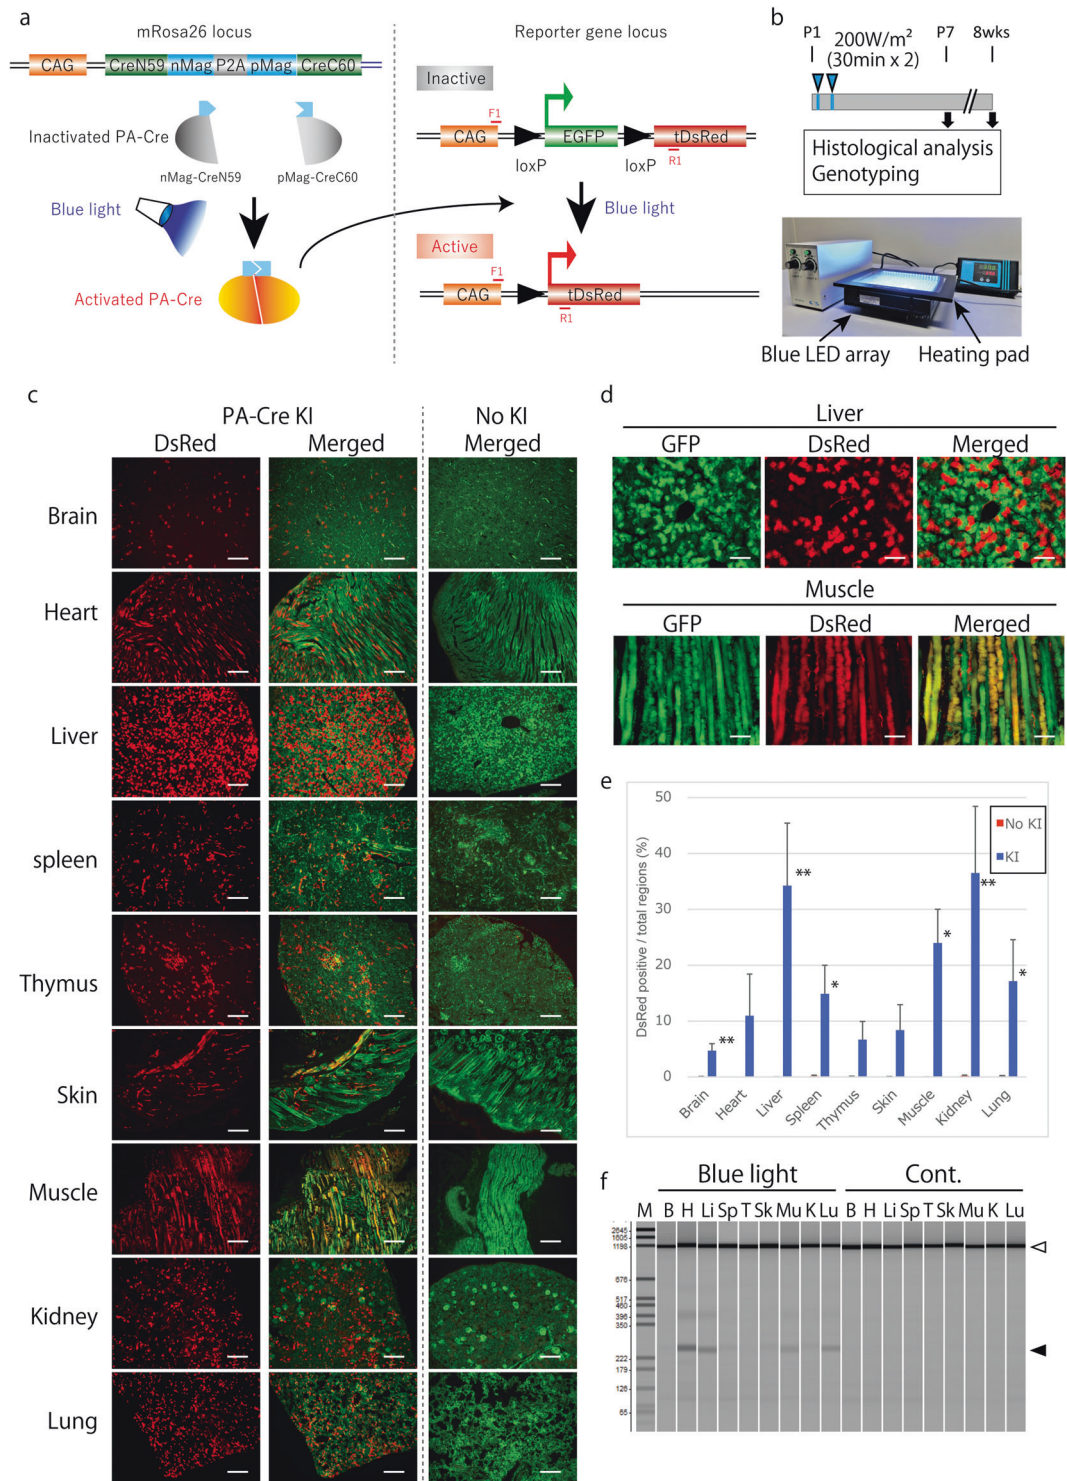 a
mRosa26 locus
CAG
CreN59
nMag
P2A
pMag
CreC60
Inactivated PA-Cre
nMag-CreN59
pMag-CreC60
Blue light
Activated PA-Cre
Reporter gene locus
Inactive
F1
CAG
EGFP
tDsRed
loxP
loxP
R1
Blue light
Active
F1
CAG
tDsRed
R1
b
P1
200W/m²
(30min x 2)
P7
8wks
Histological analysis
Genotyping
Blue LED array
Heating pad
c
PA-Cre KI
No KI
DsRed
Merged
Merged
Brain
Heart
Liver
spleen
Thymus
Skin
Muscle
Kidney
Lung
d
Liver
GFP
DsRed
Merged
Muscle
GFP
DsRed
Merged
e
DsRed positive / total regions (%)
50
40
30
20
10
0
No KI
KI
**
**
*
*
**
*
Brain
Heart
Liver
Spleen
Thymus
Skin
Muscle
Kidney
Lung
f
Blue light
Cont.
M B H Li Sp T Sk Mu K Lu B H Li Sp T Sk Mu K Lu
2645
1605
1198
676
517
460
396
350
222
179
126
65